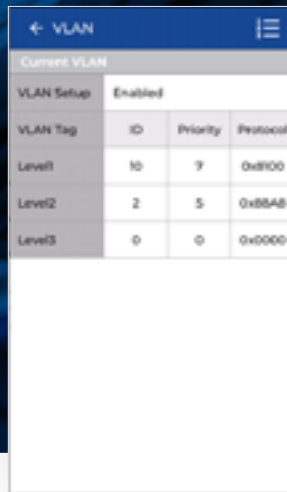 ← VLAN
Current VLAN
VLAN Setup Enabled
VLAN Tag ID Priority Protocol
Level1 10 7 0x8100
Level2 2 5 0x88A8
Level3 0 0 0x0000